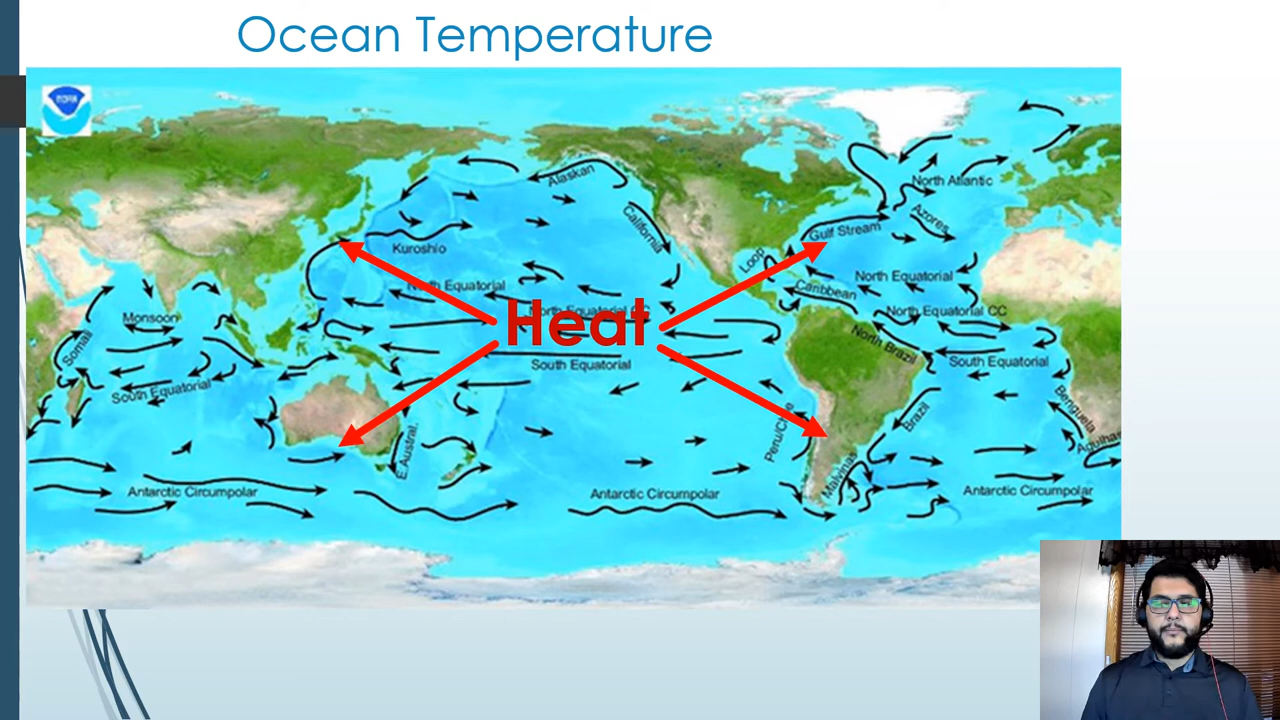 Ocean Temperature
NOAA
Alaskan
North Atlantic
California
Azores
Gulf Stream
Kuroshio
Loop
North Equatorial
North Equatorial
Caribbean
Heat
North Equatorial CC
North Equatorial CC
Monsoon
Somali
North Brazil
South Equatorial
South Equatorial
South Equatorial
Peru/Chile
Brazil
Benguela
E.Austral.
Agulhas
Malvinas
Antarctic Circumpolar
Antarctic Circumpolar
Antarctic Circumpolar